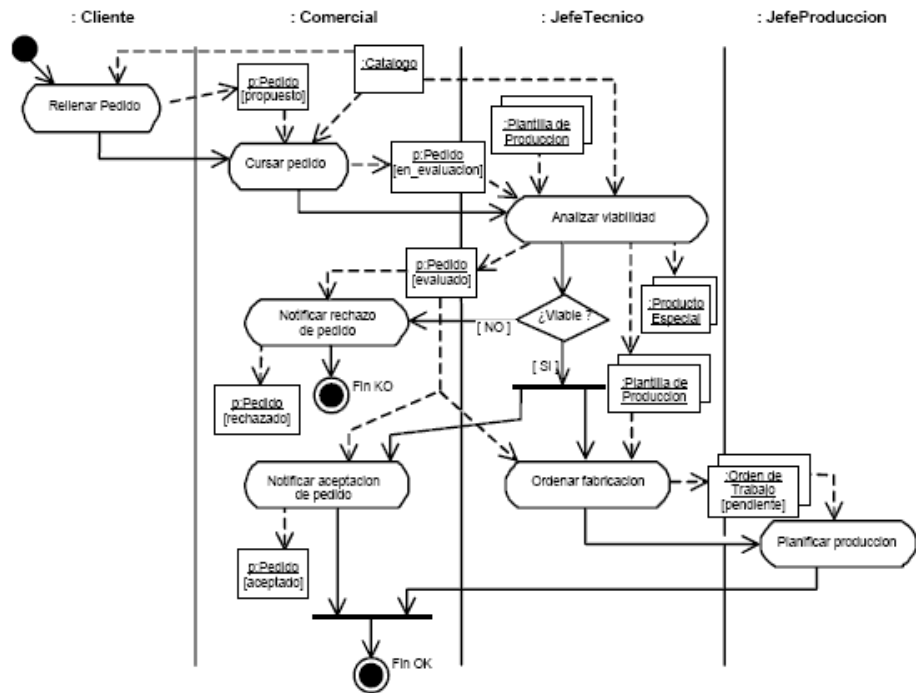 : Cliente
: Comercial
: JefeTecnico
: JefeProduccion
:Catalogo
p:Pedido
[propuesto]
Rellenar Pedido
:Plantilla de
Produccion
Cursar pedido
p:Pedido
[en_evaluacion]
Analizar viabilidad
p:Pedido
[evaluado]
:Producto
Especial
Notificar rechazo
de pedido
[ NO ]
¿Viable ?
[ SI ]
Fin KO
:Plantilla de
Produccion
p:Pedido
[rechazado]
Notificar aceptacion
de pedido
Ordenar fabricacion
:Orden de
Trabajo
[pendiente]
Planificar produccion
p:Pedido
[aceptado]
Fin OK